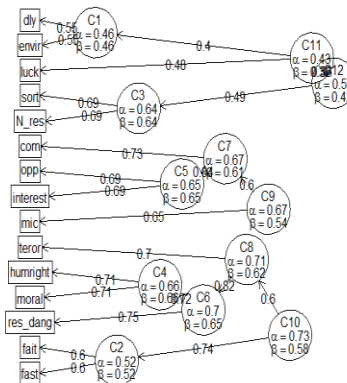 dly
envir
luck
sort
N_res
com
opp
interest
mic
teror
humright
moral
res_dang
fait
fast
C1
α = 0.46
β = 0.46
C11
α = 0.43
C3
α = 0.64
β = 0.64
C7
α = 0.67
β = 0.61
C5
α = 0.65
β = 0.65
C9
α = 0.67
β = 0.54
C8
α = 0.71
β = 0.62
C4
α = 0.66
C6
α = 0.7
β = 0.65
C10
α = 0.73
β = 0.58
C2
α = 0.52
β = 0.52
0.4
0.48
0.49
0.69
0.69
0.73
0.69
0.69
0.6
0.65
0.7
0.71
0.71
0.75
0.82
0.6
0.74
0.6
0.6